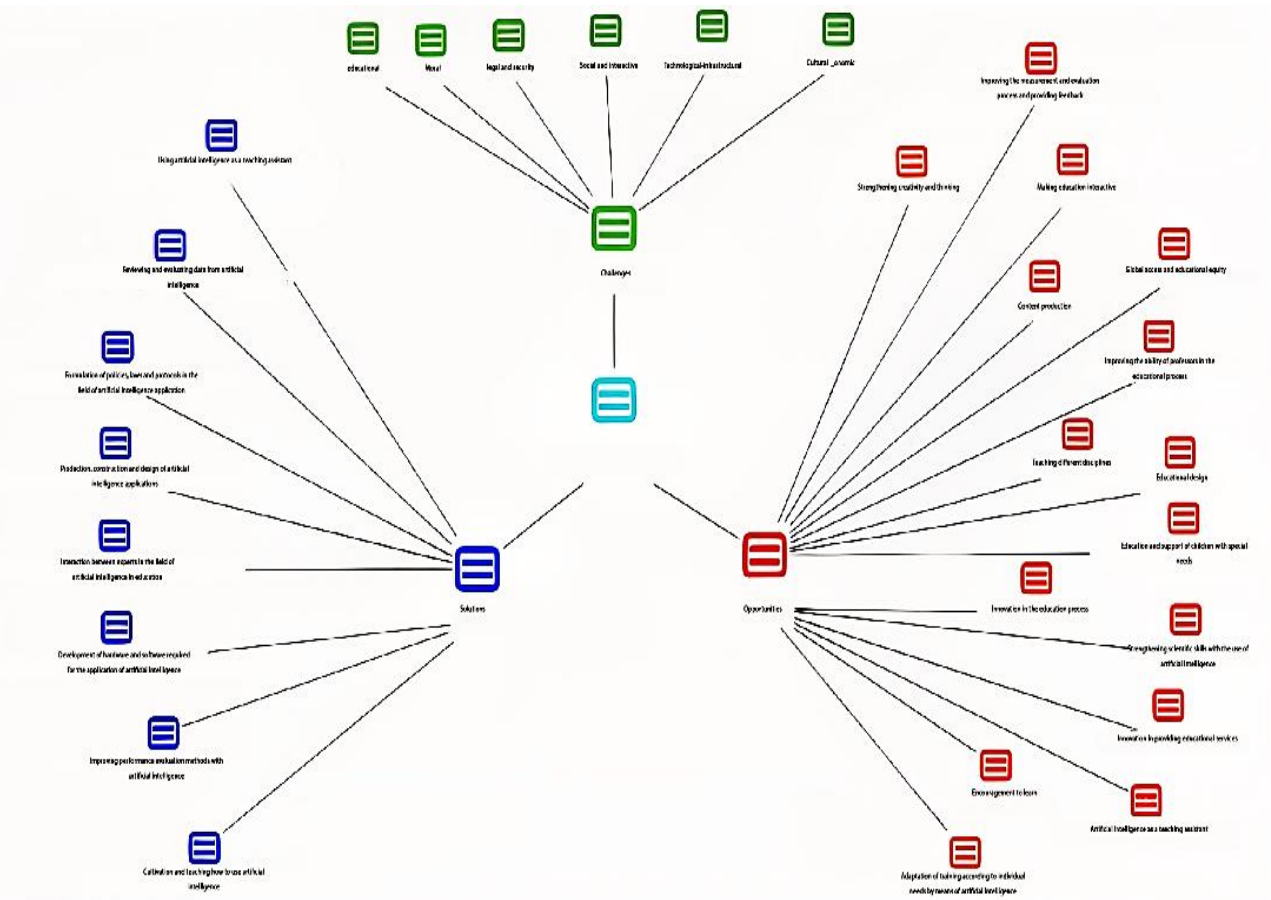 educational
Moral
legal and security
Social and interactive
Technological-infrastructural
Cultural _onomic
Improving the measurement and evaluation
process and providing feedback
Using artificial intelligence as a teaching assistant
Strengthening creativity and thinking
Making education interactive
Reviewing and evaluating data from artificial
intelligence
Challenges
Global access and educational equity
Content production
Formulation of policies, laws and protocols in the
field of artificial intelligence application
Improving the ability of professors in the
educational process
Production, construction and design of artificial
intelligence applications
Teaching different disciplines
Educational design
Interaction between experts in the field of
artificial intelligence in education
Education and support of children with special
needs
Solutions
Opportunities
Innovation in the education process
Development of hardware and software required
for the application of artificial intelligence
Strengthening scientific skills with the use of
artificial intelligence
Improving performance evaluation methods with
artificial intelligence
Innovation in providing educational services
Encouragement to learn
Artificial intelligence as a teaching assistant
Cultivation and teaching how to use artificial
intelligence
Adaptation of training according to individual
needs by means of artificial intelligence